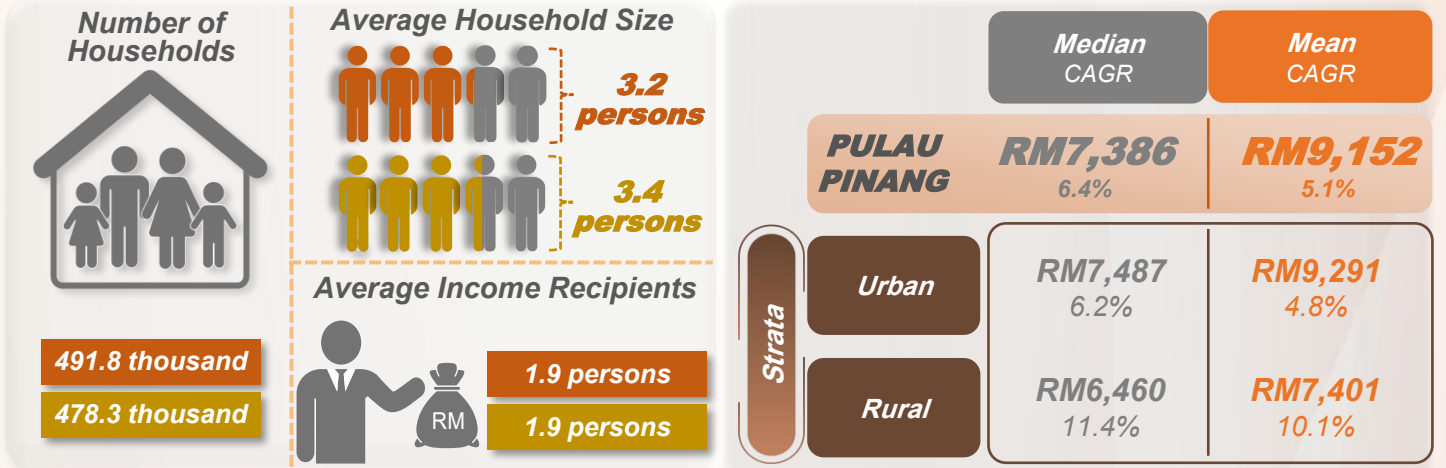 Number of
Households
491.8 thousand
478.3 thousand
Average Household Size
3.2
persons
3.4
persons
Average Income Recipients
RM
1.9 persons
1.9 persons
Median
CAGR
Mean
CAGR
PULAU
PINANG
RM7,386
6.4%
RM9,152
5.1%
Strata
Urban
RM7,487
6.2%
RM9,291
4.8%
Rural
RM6,460
11.4%
RM7,401
10.1%